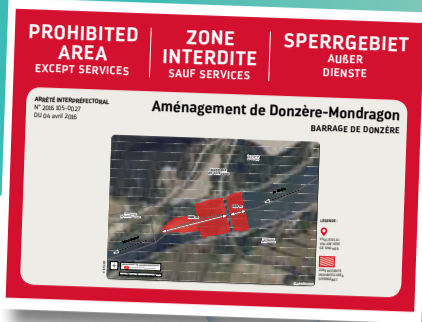 PROHIBITED
AREA
EXCEPT SERVICES
ZONE
INTERDITE
SAUF SERVICES
SPERRGEBIET
AUẞER
DIENSTE
ARRÊTÉ INTERPRÉFECTORAL
N° 2016 105-0027
DU 04 avril 2016
Aménagement de Donzère-Mondragon
BARRAGE DE DONZÈRE
LÉGENDE :